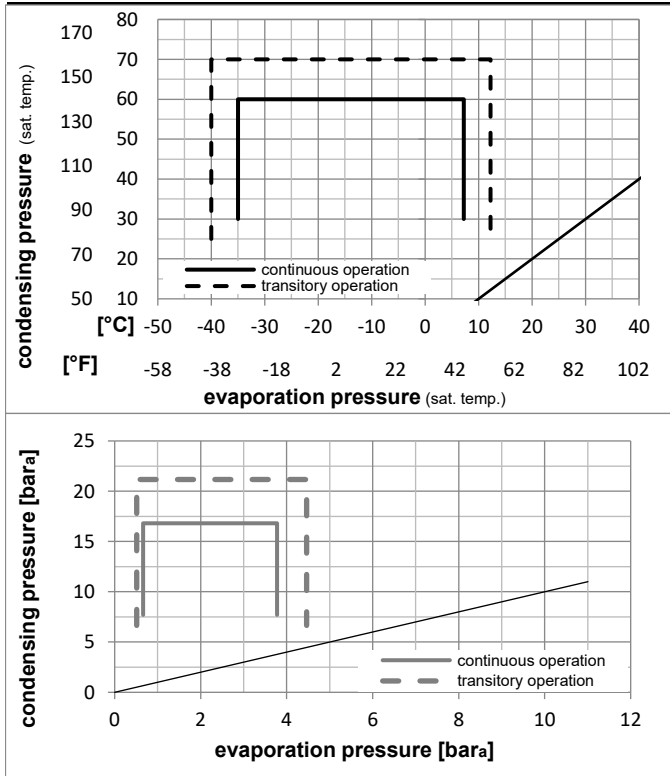 condensing pressure (sat. temp.)
170
150
130
110
90
70
50
80
70
60
50
40
30
20
10
continuous operation
transitory operation
[°C] -50 -40 -30 -20 -10 0 10 20 30 40
[°F] -58 -38 -18 2 22 42 62 82 102
evaporation pressure (sat. temp.)
condensing pressure [bara]
25
20
15
10
5
0
continuous operation
transitory operation
0 2 4 6 8 10 12
evaporation pressure [bara]